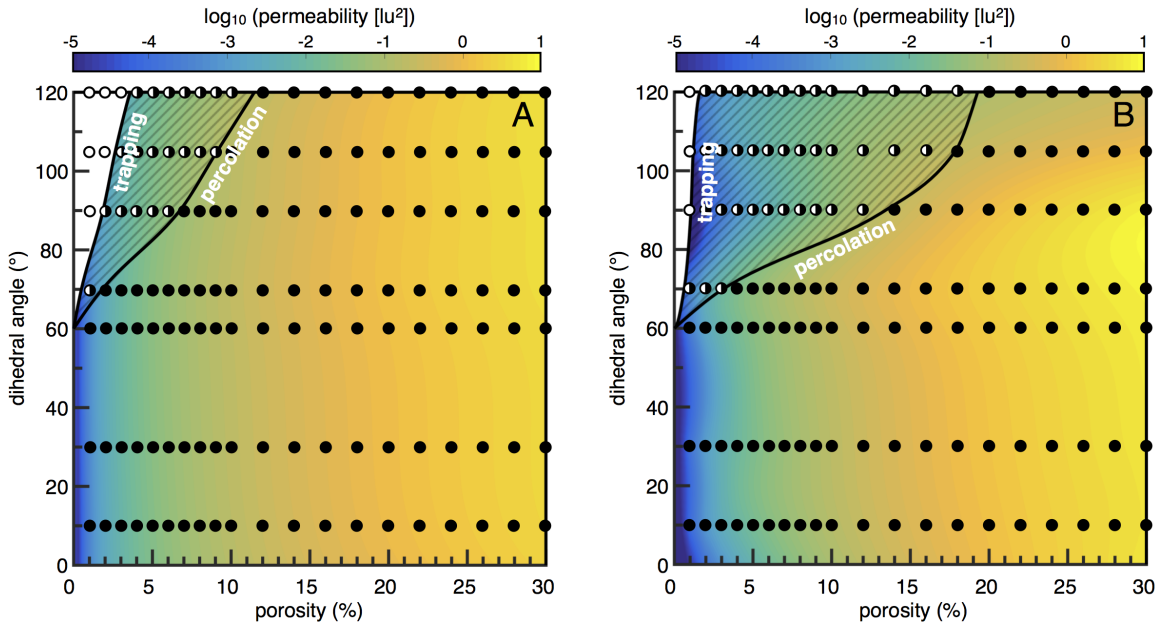 log₁₀ (permeability [lu²])
-5 -4 -3 -2 -1 0 1
120
100
80
60
40
20
0
dihedral angle (°)
A
trapping
percolation
0 5 10 15 20 25 30
porosity (%)
log₁₀ (permeability [lu²])
-5 -4 -3 -2 -1 0 1
120
100
80
60
40
20
0
dihedral angle (°)
B
trapping
percolation
0 5 10 15 20 25 30
porosity (%)